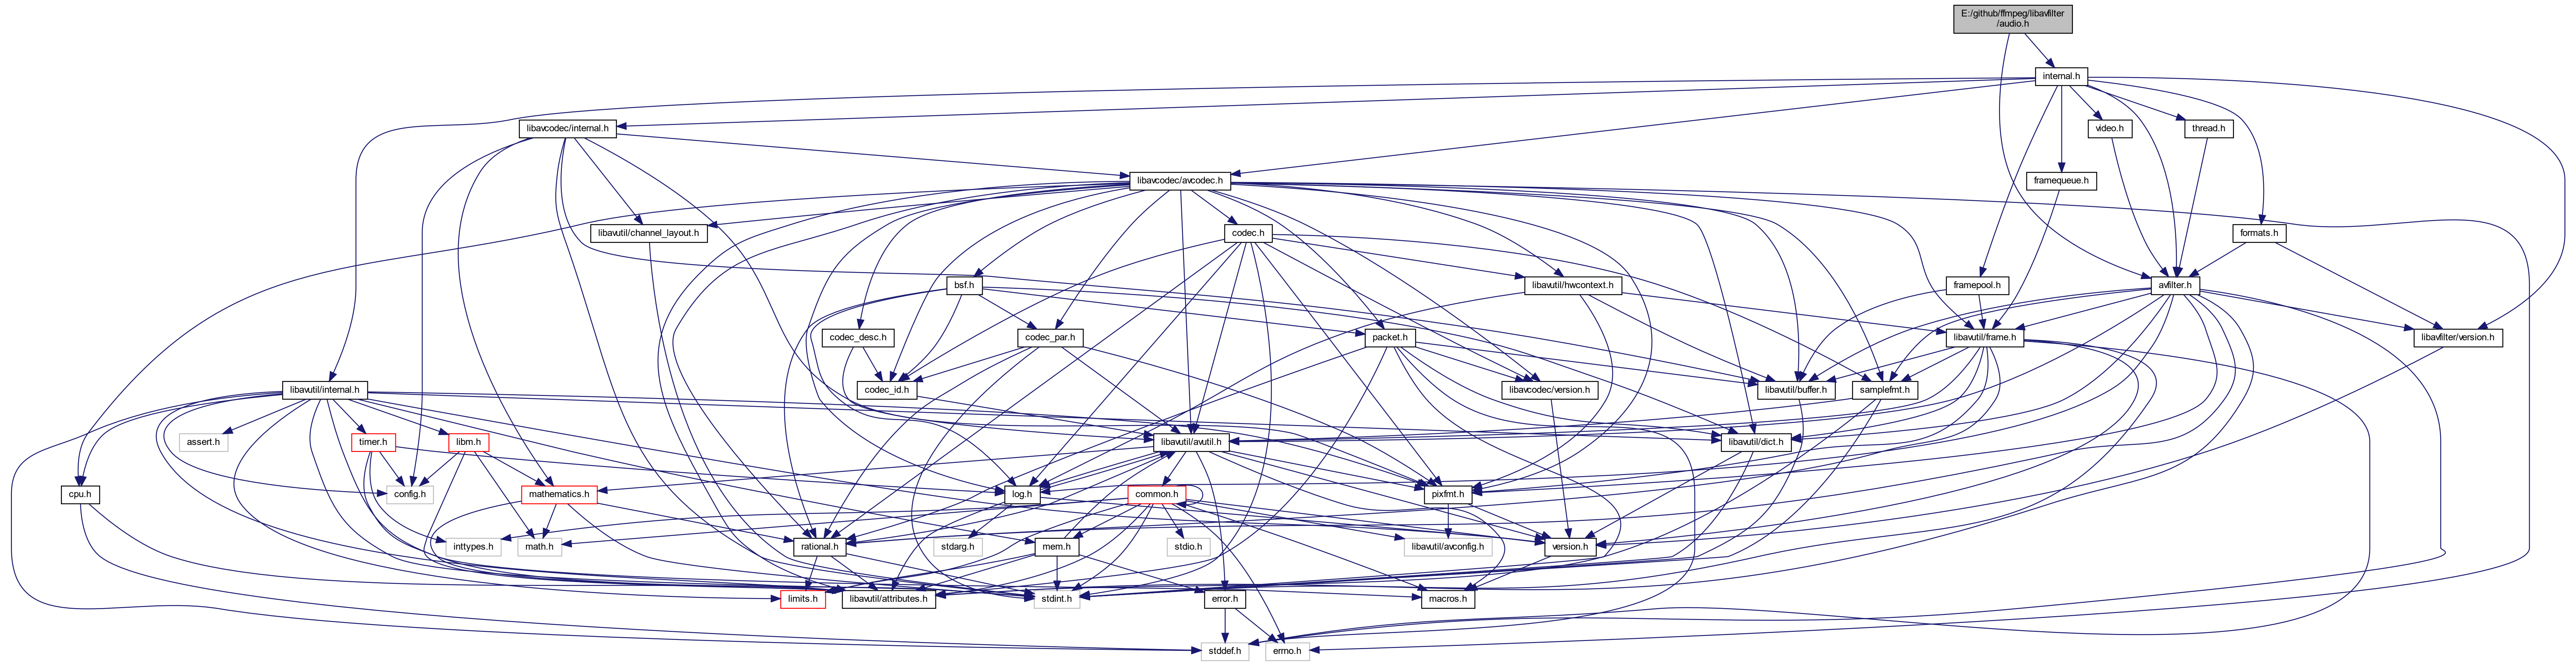 E:/github/ffmpeg/libavfilter
/audio.h
internal.h
libavcodec/internal.h
video.h
thread.h
libavcodec/avcodec.h
framequeue.h
libavutil/channel_layout.h
codec.h
formats.h
bsf.h
libavutil/hwcontext.h
framepool.h
avfilter.h
codec_desc.h
codec_par.h
packet.h
libavutil/frame.h
libavfilter/version.h
libavutil/internal.h
codec_id.h
libavcodec/version.h
libavutil/buffer.h
samplefmt.h
assert.h
timer.h
libm.h
libavutil/avutil.h
libavutil/dict.h
cpu.h
config.h
mathematics.h
log.h
common.h
pixfmt.h
inttypes.h
math.h
rational.h
stdarg.h
mem.h
stdio.h
libavutil/avconfig.h
version.h
limits.h
libavutil/attributes.h
stdint.h
error.h
macros.h
stddef.h
errno.h